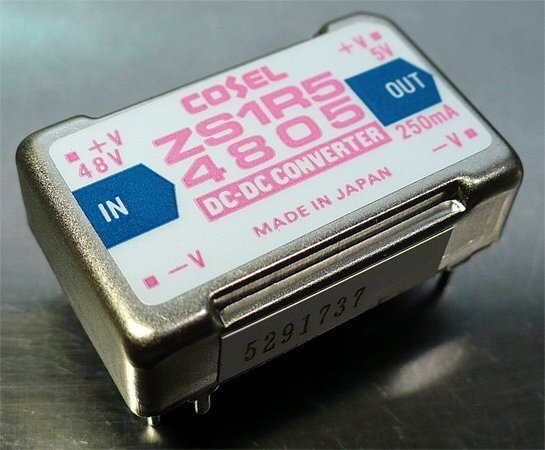 COSEL
ZS1R5
4805
DC-DC CONVERTER
MADE IN JAPAN
+V
48V
IN
−V
+V
5V
OUT
250mA
−V
5291737